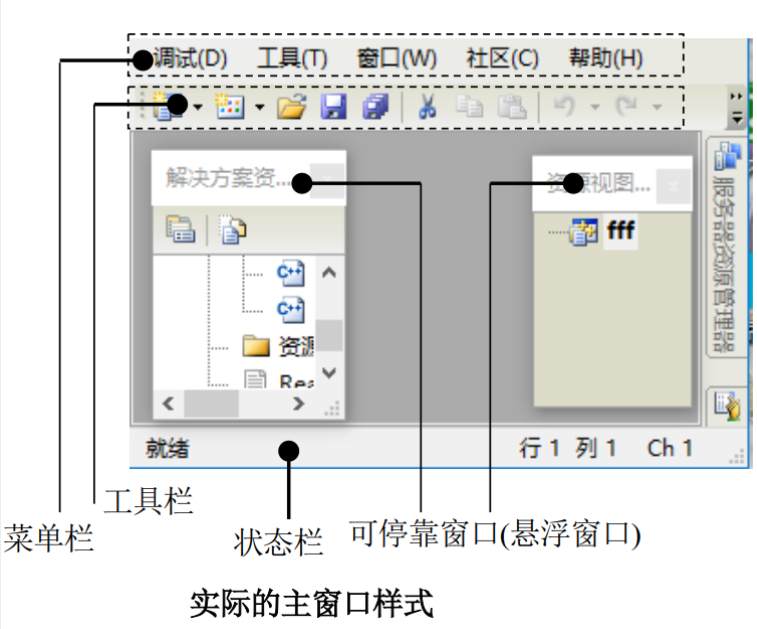 调试(D) 工具(T) 窗口(W) 社区(C) 帮助(H)
解决方案资...
资源视图...
fff
服务器资源管理器
C++
C++
资源
Rea
就绪 行 1 列 1 Ch 1
工具栏
菜单栏
状态栏
可停靠窗口(悬浮窗口)
实际的主窗口样式